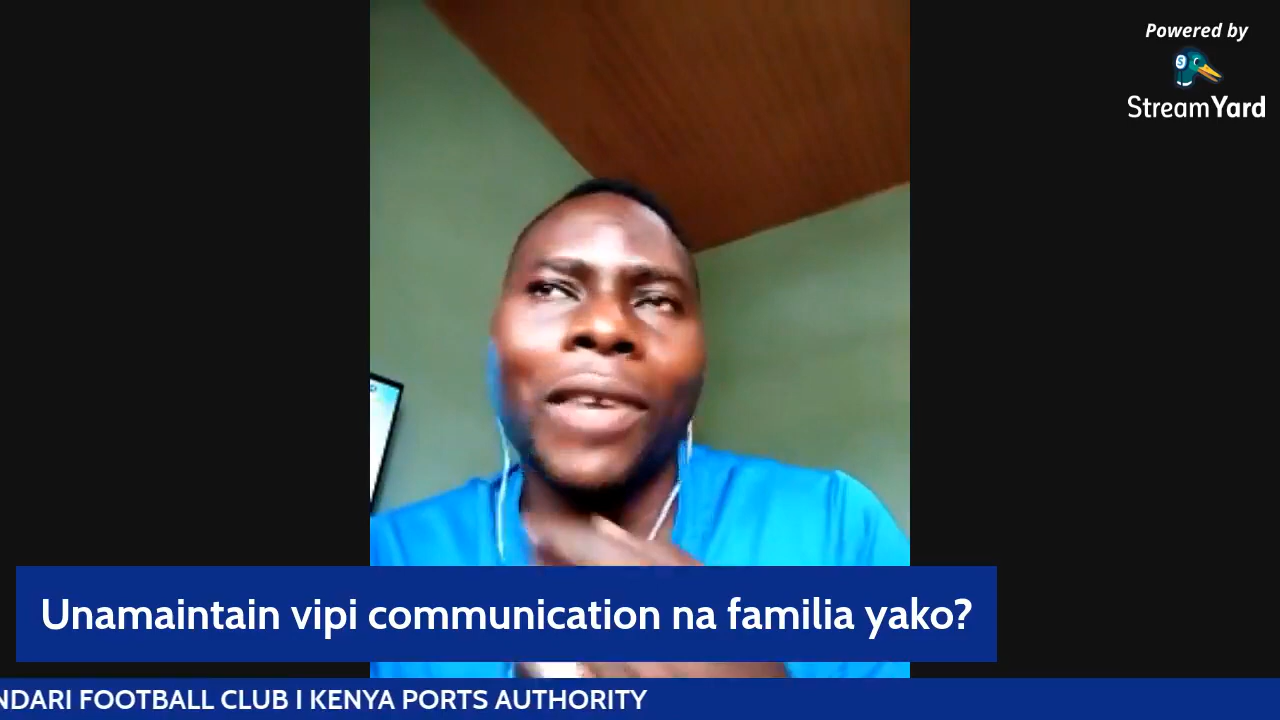 Powered by
StreamYard
Unamaintain vipi communication na familia yako?
NDARI FOOTBALL CLUB I KENYA PORTS AUTHORITY